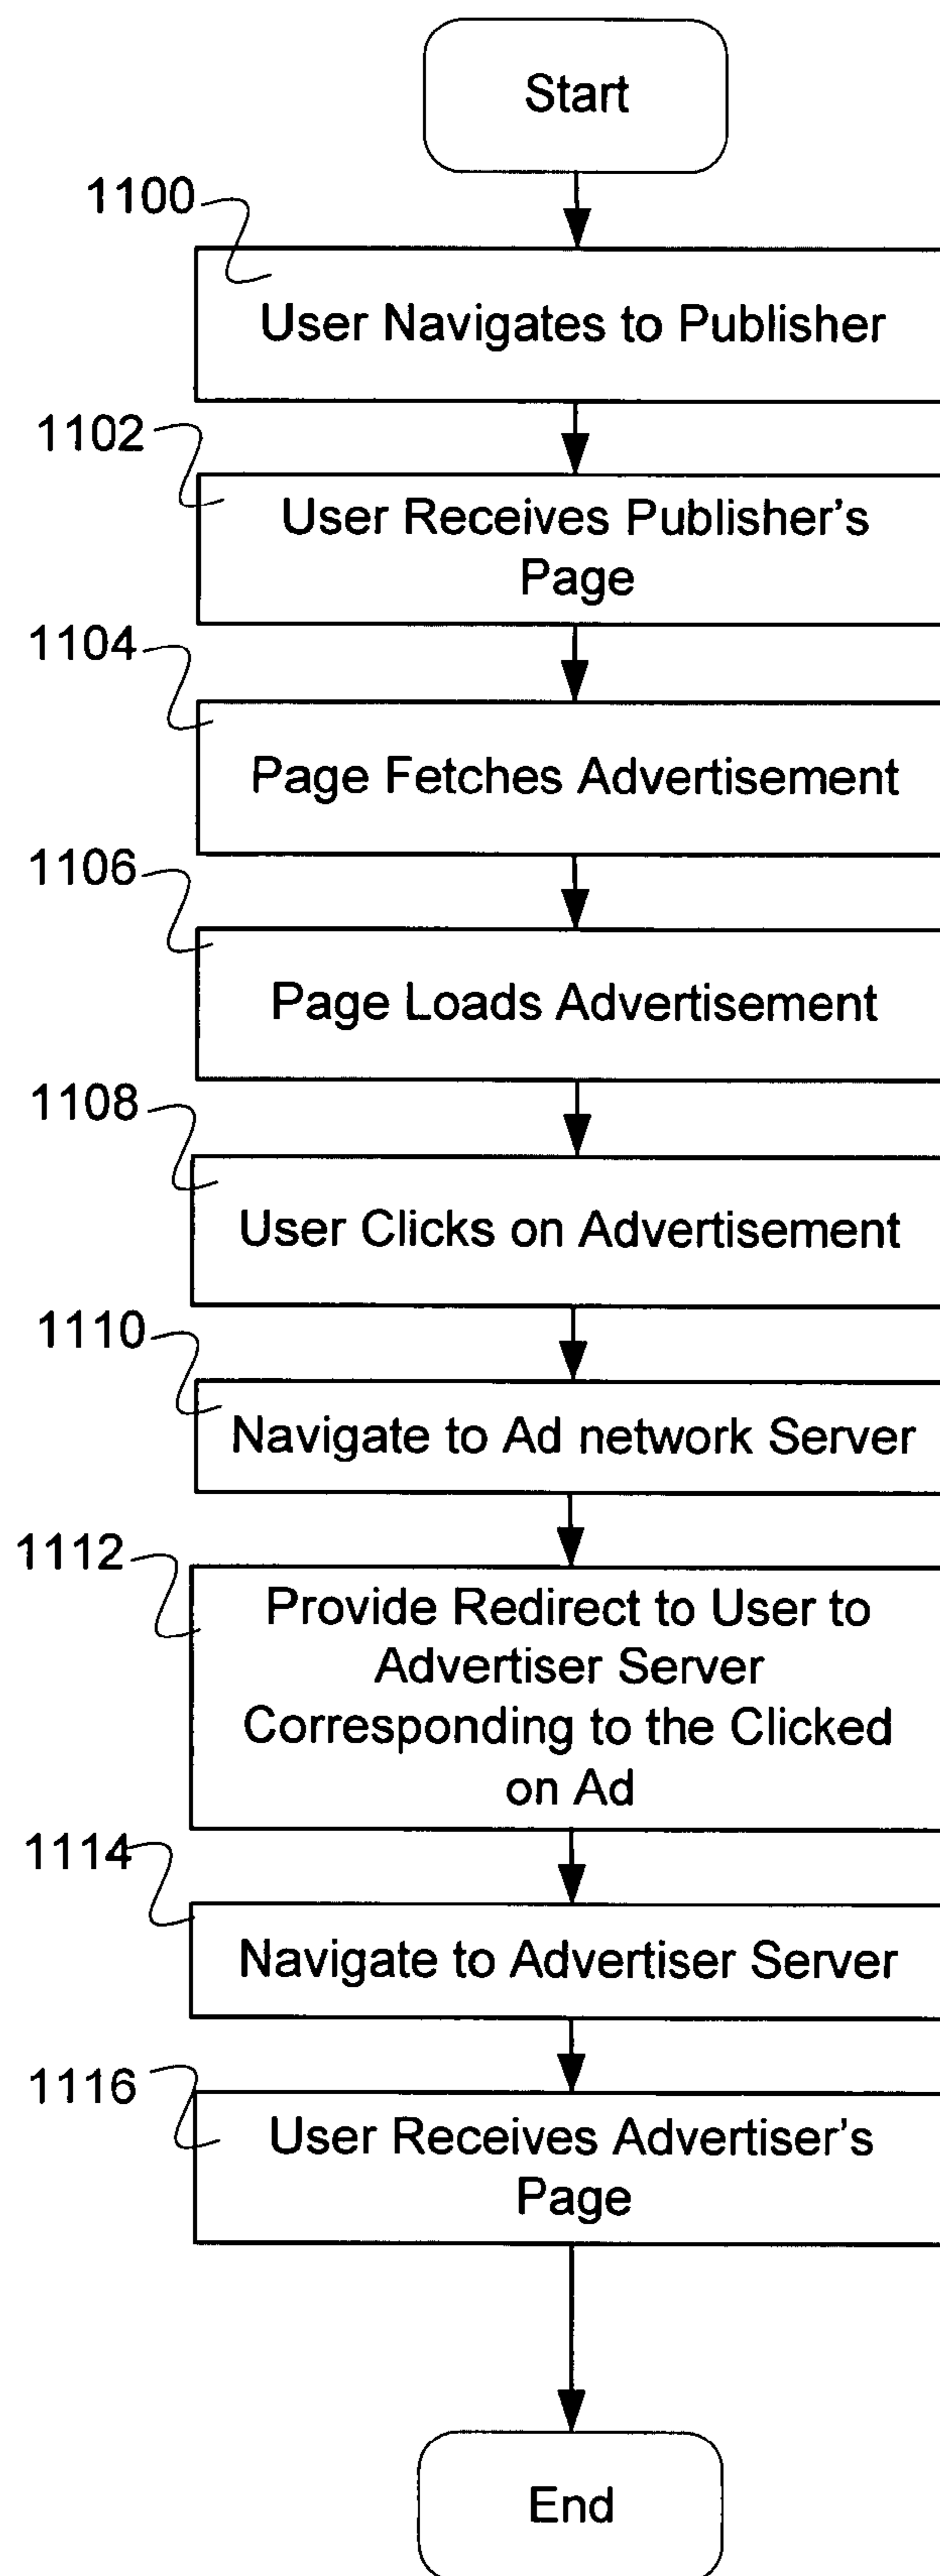 Start
1100
User Navigates to Publisher
1102
User Receives Publisher's
Page
1104
Page Fetches Advertisement
1106
Page Loads Advertisement
1108
User Clicks on Advertisement
1110
Navigate to Ad network Server
1112
Provide Redirect to User to
Advertiser Server
Corresponding to the Clicked
on Ad
1114
Navigate to Advertiser Server
1116
User Receives Advertiser's
Page
End